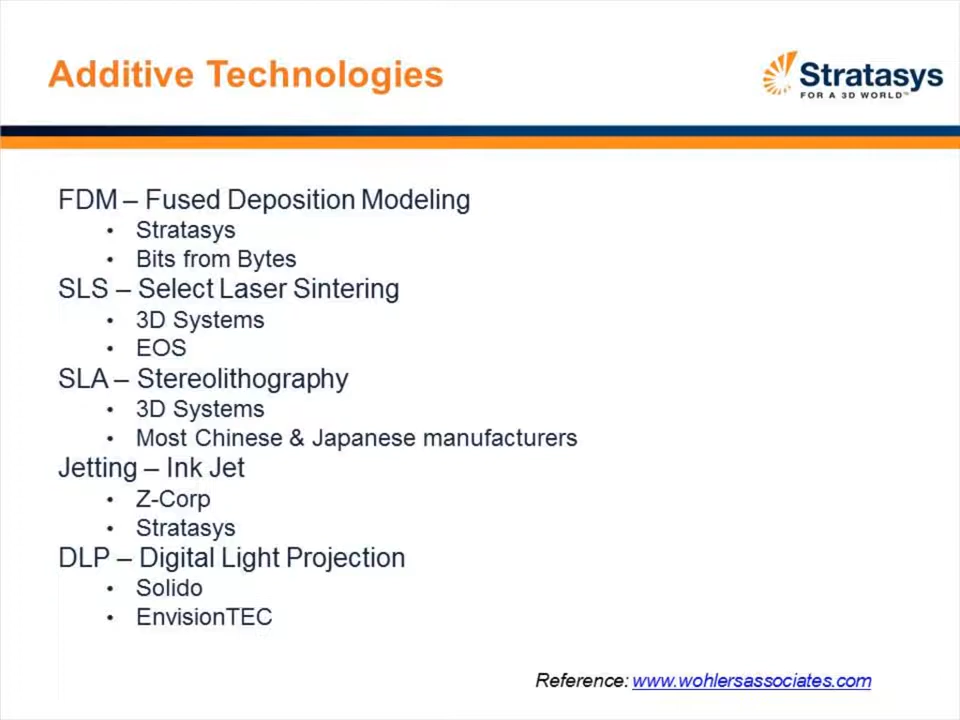 Additive Technologies
Stratasys
FOR A 3D WORLD™
FDM – Fused Deposition Modeling
• Stratasys
• Bits from Bytes
SLS – Select Laser Sintering
• 3D Systems
• EOS
SLA – Stereolithography
• 3D Systems
• Most Chinese & Japanese manufacturers
Jetting – Ink Jet
• Z-Corp
• Stratasys
DLP – Digital Light Projection
• Solido
• EnvisionTEC
Reference: www.wohlersassociates.com